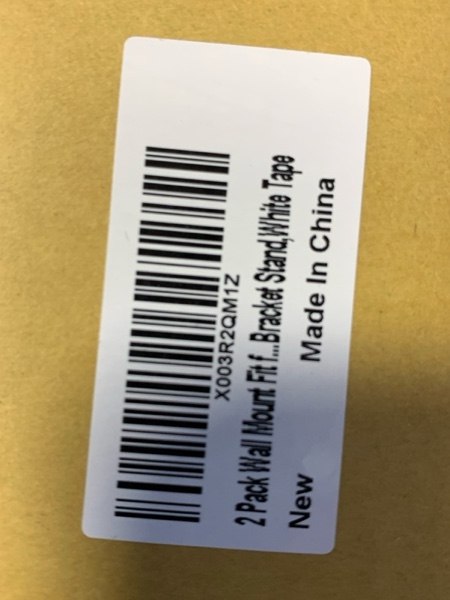 X003R2QM1Z
2 Pack Wall Mount Fit f...Bracket Stand,White Tape
New
Made In China